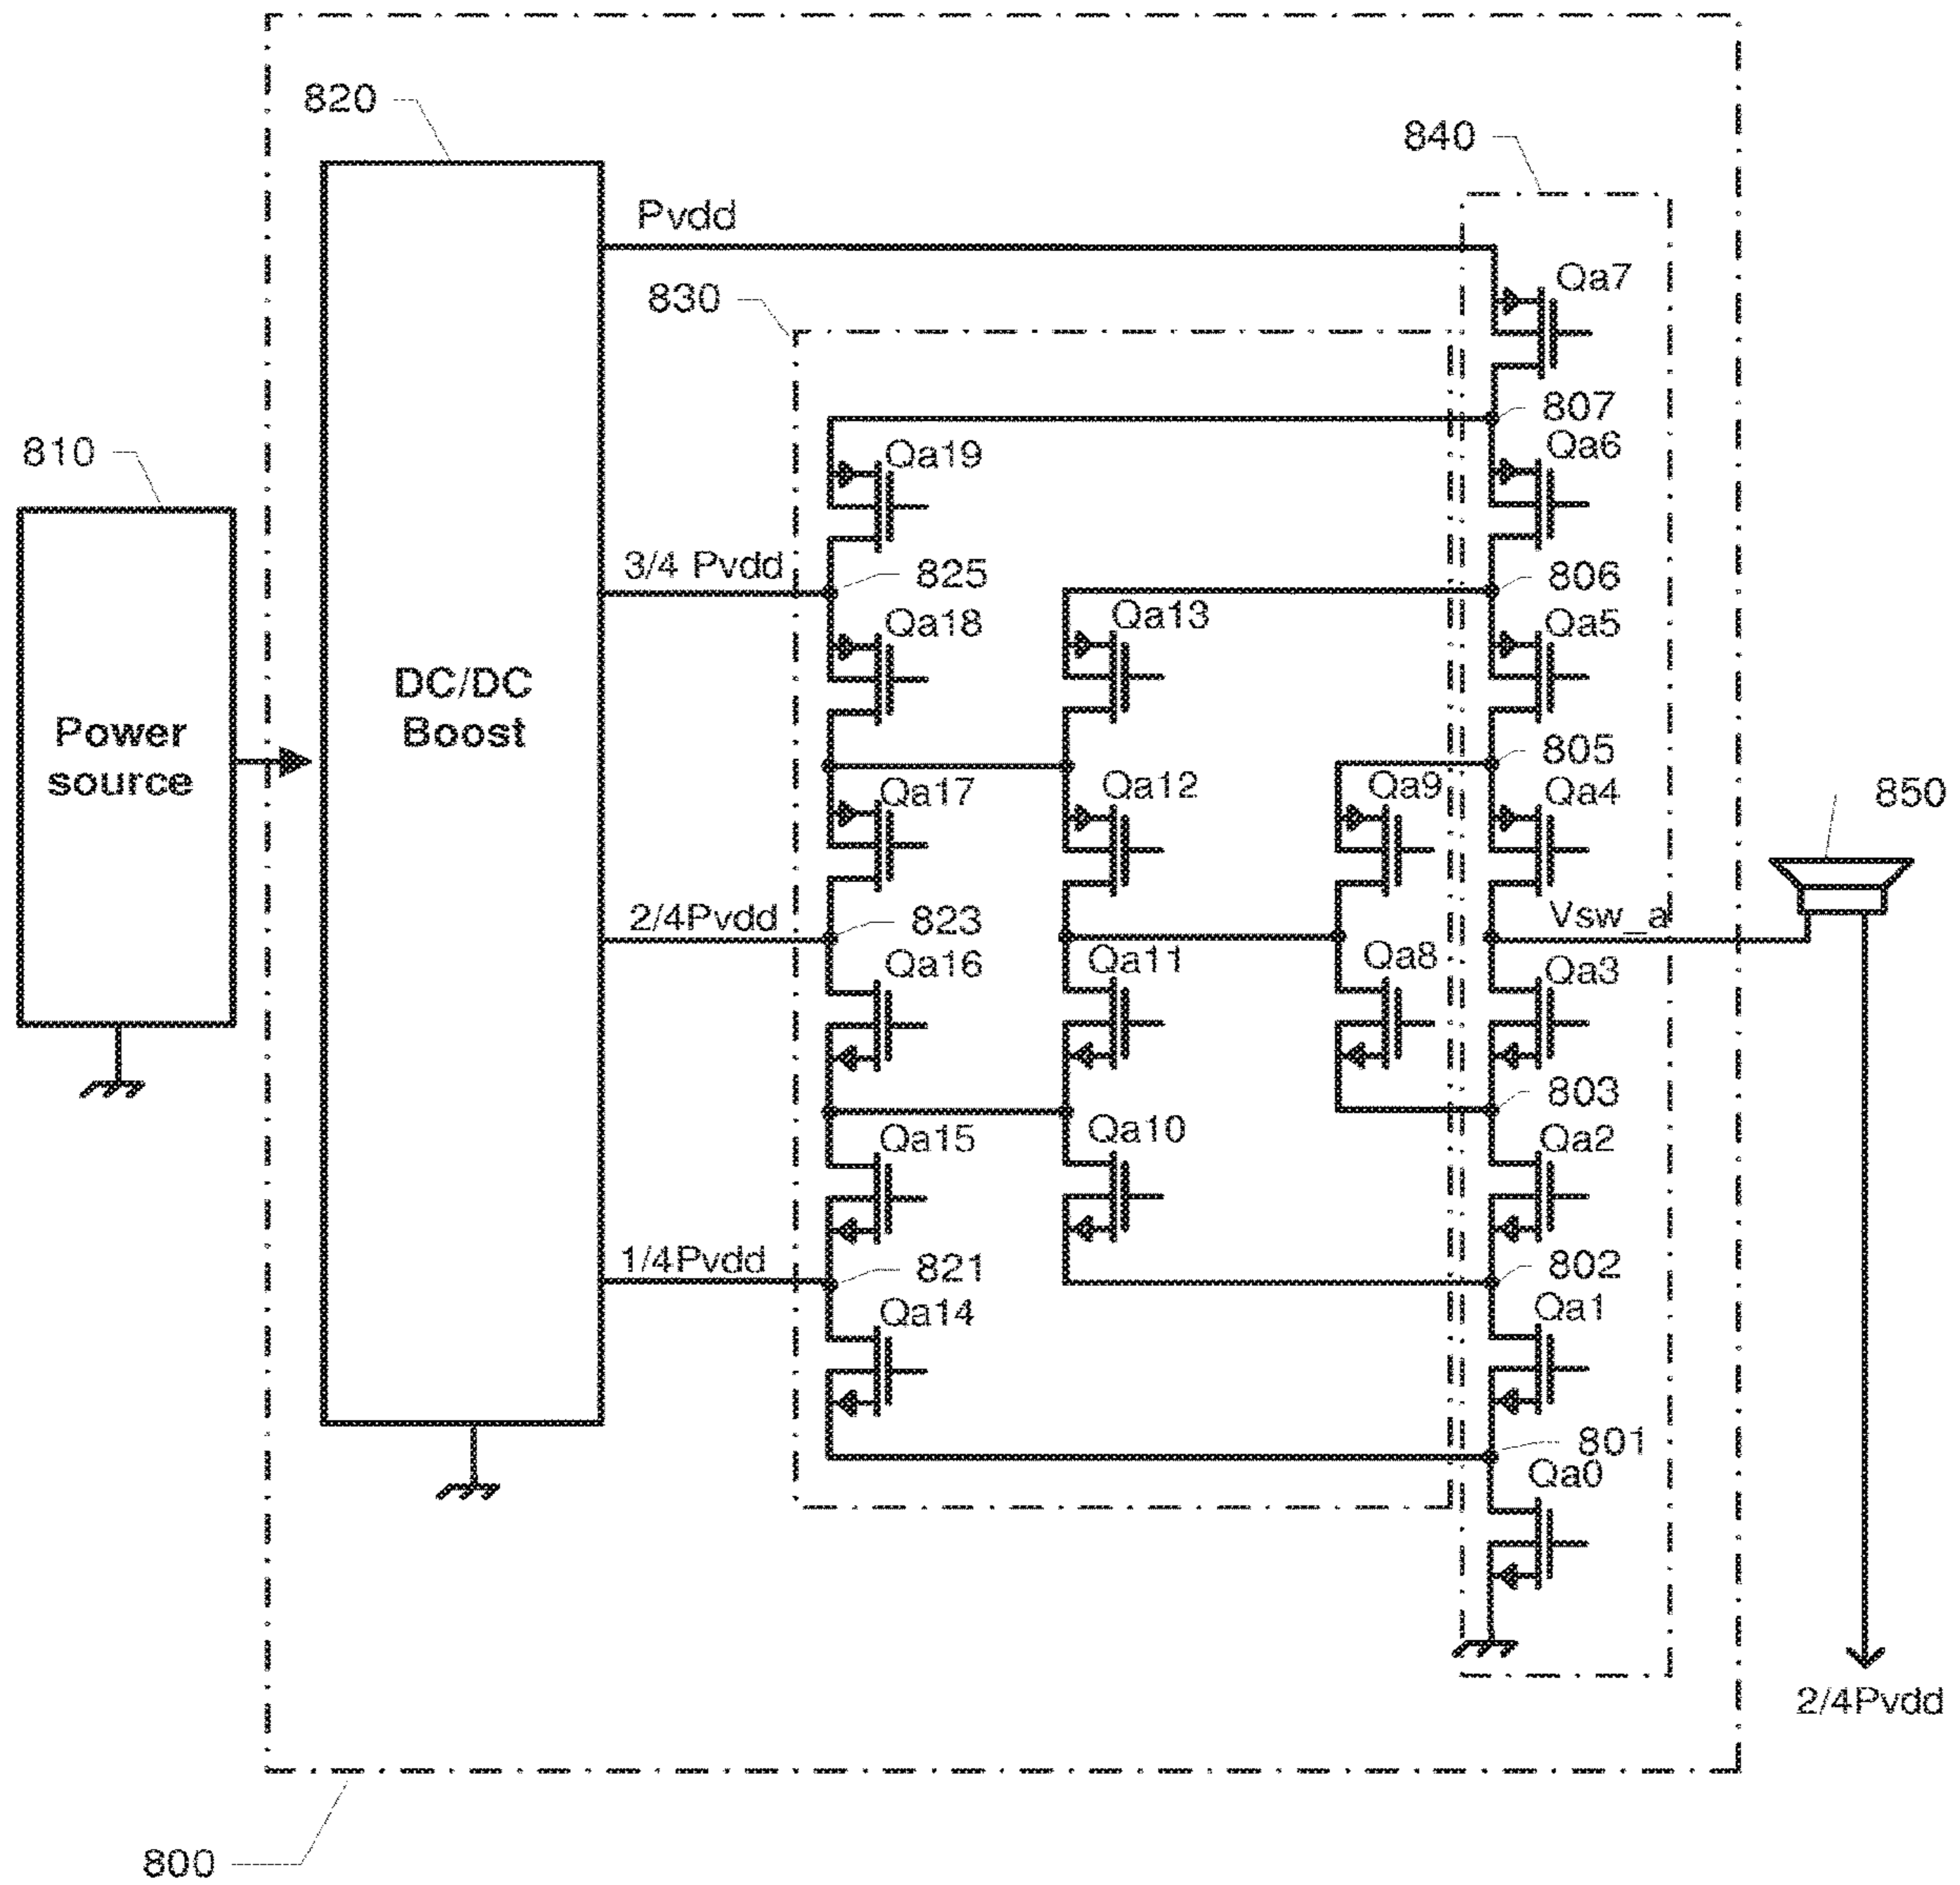 820
840
Pvdd
Qa7
830
807
810
Qa19
Qa6
3/4 Pvdd
825
806
Qa18
Qa13
Qa5
DC/DC
Boost
Power
source
805
Qa17
Qa12
Qa9
Qa4
850
2/4Pvdd
823
Vsw_a
Qa16
Qa11
Qa8
Qa3
803
Qa15
Qa10
Qa2
1/4Pvdd
821
802
Qa14
Qa1
801
Qa0
2/4Pvdd
800